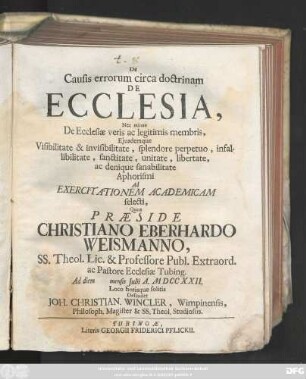 De
Causis errorum circa doctrinam
DE
ECCLESIA,
Nec non
De Ecclesiæ veris ac legitimis membris,
Ejusdemque
Visibilitate & invisibilitate, splendore perpetuo, infal-
libilitate, sanctitate, unitate, libertate,
ac denique sanabilitate
Aphorismi
Ad
EXERCITATIONEM ACADEMICAM
selecti,
Quos
PRÆSIDE
CHRISTIANO EBERHARDO
WEISMANNO,
SS. Theol. Lic. & Professore Publ. Extraord.
ac Pastore Ecclesiæ Tubing.
Ad diem mensis Julii A. MDCCXXII.
Loco horisque solitis
Defendet
JOH. CHRISTIAN. WINCLER, Wimpinensis,
Philosoph. Magister & SS. Theol. Studiosus.
TUBINGÆ,
Literis GEORGII FRIDERICI PFLICKII.